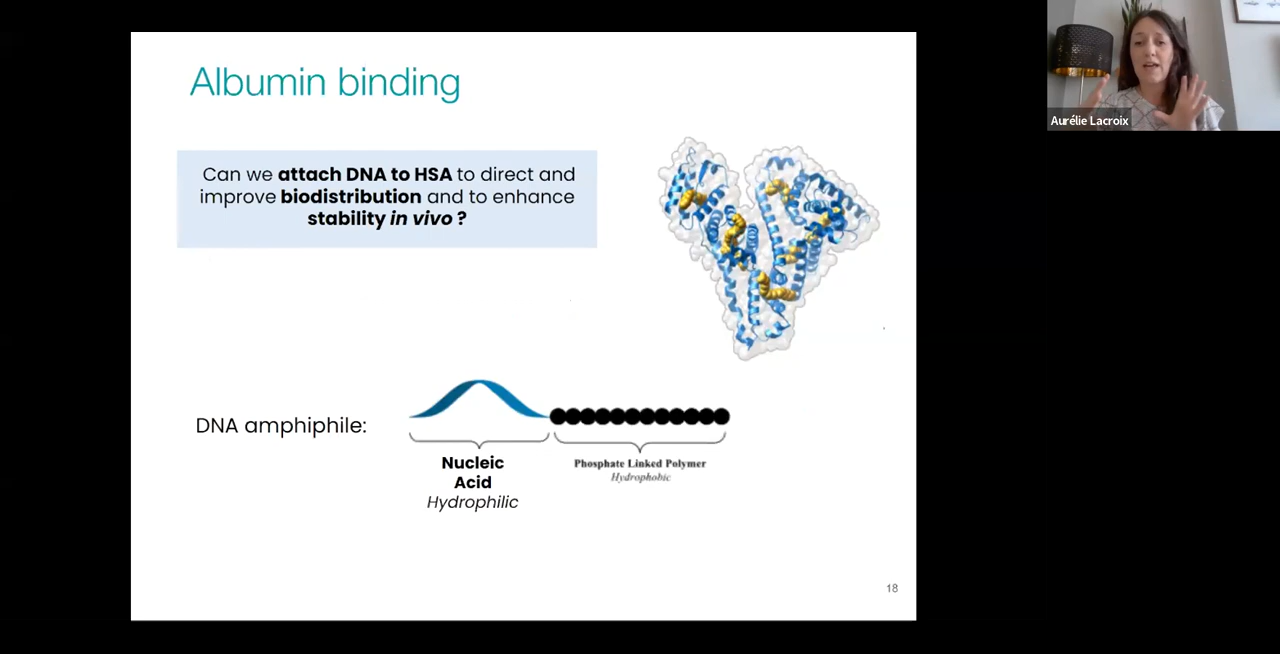 Albumin binding
Can we attach DNA to HSA to direct and
improve biodistribution and to enhance
stability in vivo ?
DNA amphiphile:
Nucleic
Acid
Hydrophilic
Phosphate Linked Polymer
Hydrophobic
18
Aurélie Lacroix